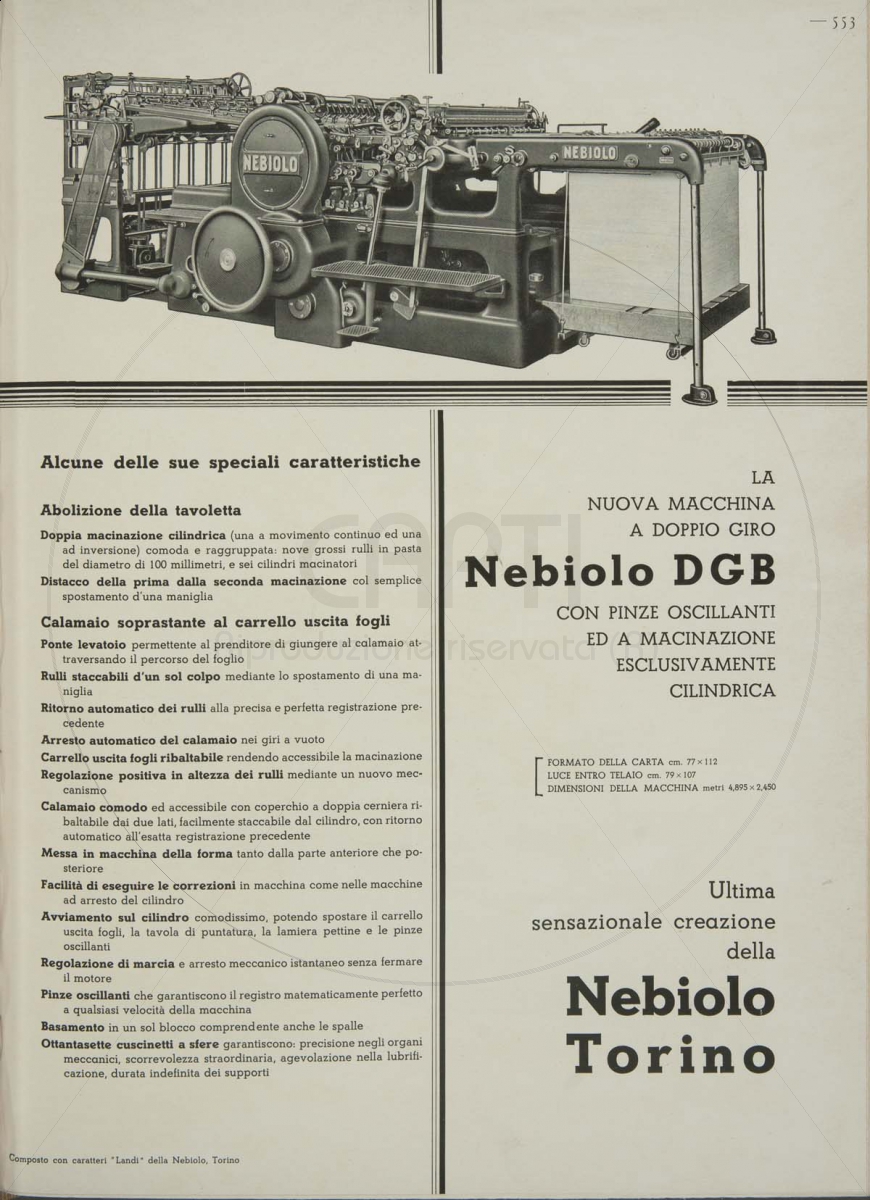 — 553
NEBIOLO
NEBIOLO
Alcune delle sue speciali caratteristiche
Abolizione della tavoletta
Doppia macinazione cilindrica (una a movimento continuo ed una
ad inversione) comoda e raggruppata: nove grossi rulli in pasta
del diametro di 100 millimetri, e sei cilindri macinatori
Distacco della prima dalla seconda macinazione col semplice
spostamento d'una maniglia
Calamaio soprastante al carrello uscita fogli
Ponte levatoio permettente al prenditore di giungere al calamaio at-
traversando il percorso del foglio
Rulli staccabili d'un sol colpo mediante lo spostamento di una ma-
niglia
Ritorno automatico dei rulli alla precisa e perfetta registrazione pre-
cedente
Arresto automatico del calamaio nei giri a vuoto
Carrello uscita fogli ribaltabile rendendo accessibile la macinazione
Regolazione positiva in altezza dei rulli mediante un nuovo mec-
canismo
Calamaio comodo ed accessibile con coperchio a doppia cerniera ri-
baltabile dai due lati, facilmente staccabile dal cilindro, con ritorno
automatico all'esatta registrazione precedente
Messa in macchina della forma tanto dalla parte anteriore che po-
steriore
Facilità di eseguire le correzioni in macchina come nelle macchine
ad arresto del cilindro
Avviamento sul cilindro comodissimo, potendo spostare il carrello
uscita fogli, la tavola di puntatura, la lamiera pettine e le pinze
oscillanti
Regolazione di marcia e arresto meccanico istantaneo senza fermare
il motore
Pinze oscillanti che garantiscono il registro matematicamente perfetto
a qualsiasi velocità della macchina
Basamento in un sol blocco comprendente anche le spalle
Ottantasette cuscinetti a sfere garantiscono: precisione negli organi
meccanici, scorrevolezza straordinaria, agevolazione nella lubrifi-
cazione, durata indefinita dei supporti
Composto con caratteri "Landi" della Nebiolo, Torino
LA
NUOVA MACCHINA
A DOPPIO GIRO
Nebiolo DGB
CON PINZE OSCILLANTI
ED A MACINAZIONE
ESCLUSIVAMENTE
CILINDRICA
FORMATO DELLA CARTA cm. 77 × 112
LUCE ENTRO TELAIO cm. 79 × 107
DIMENSIONI DELLA MACCHINA metri 4,895 × 2,450
Ultima
sensazionale creazione
della
Nebiolo
Torino
riproduzione riservata